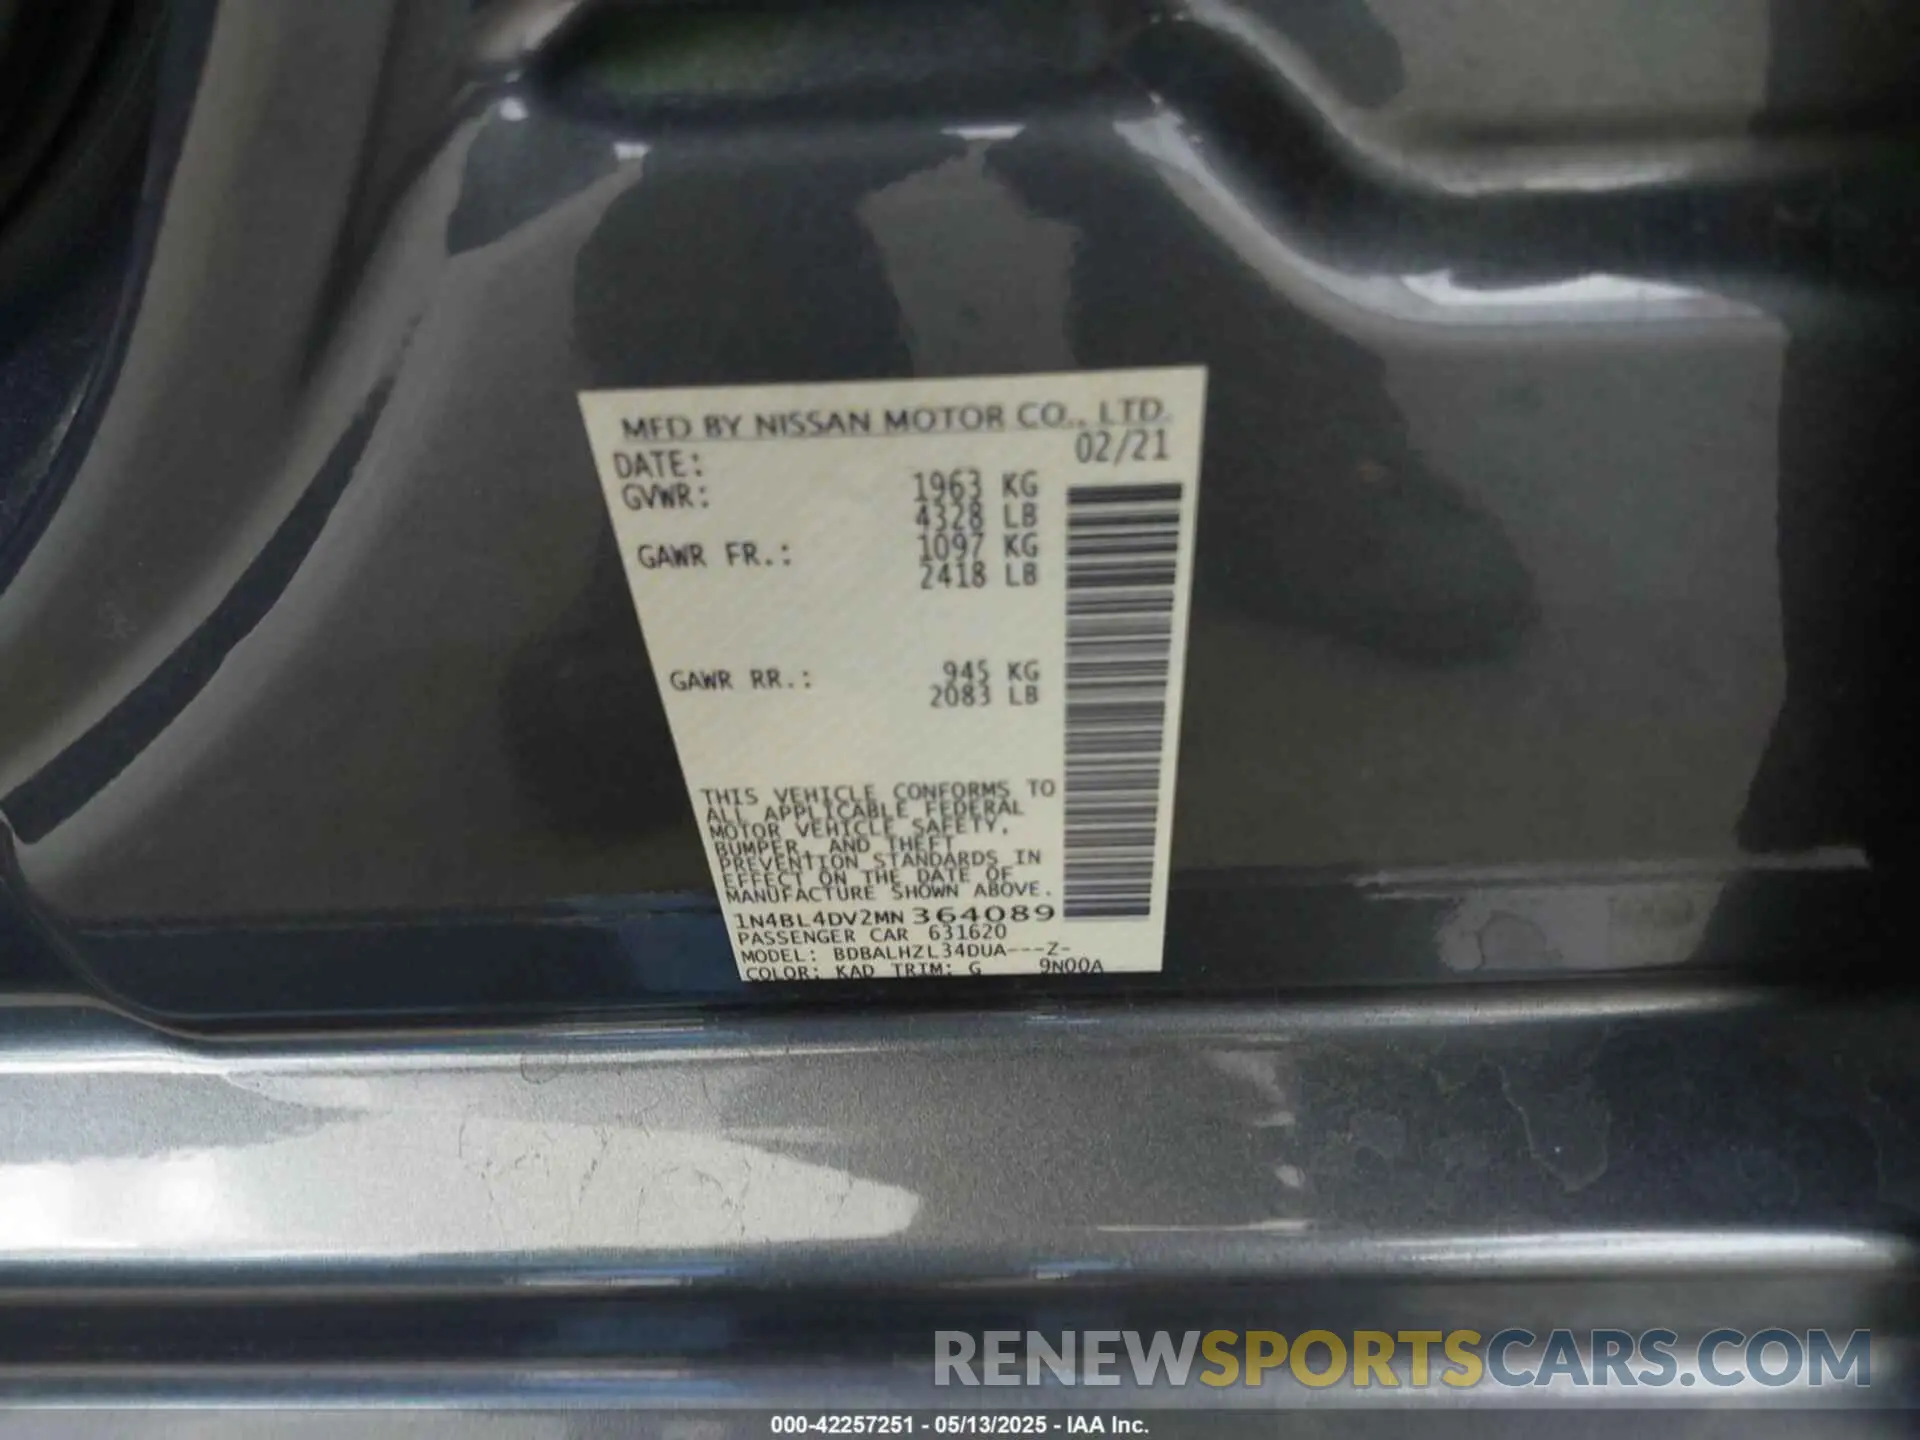 MFD BY NISSAN MOTOR CO., LTD.
DATE: 02/21
GVWR: 1963 KG
4328 LB
GAWR FR.: 1097 KG
2418 LB
GAWR RR.: 945 KG
2083 LB
THIS VEHICLE CONFORMS TO
ALL APPLICABLE FEDERAL
MOTOR VEHICLE SAFETY,
BUMPER, AND THEFT
PREVENTION STANDARDS IN
EFFECT ON THE DATE OF
MANUFACTURE SHOWN ABOVE.
1N4BL4DV2MN364089
PASSENGER CAR 631620
MODEL: BDBALHZL34DUA---Z-
COLOR: KAD TRIM: G 9N00A
RENEWSPORTSCARS.COM
000-42257251 - 05/13/2025 - IAA Inc.